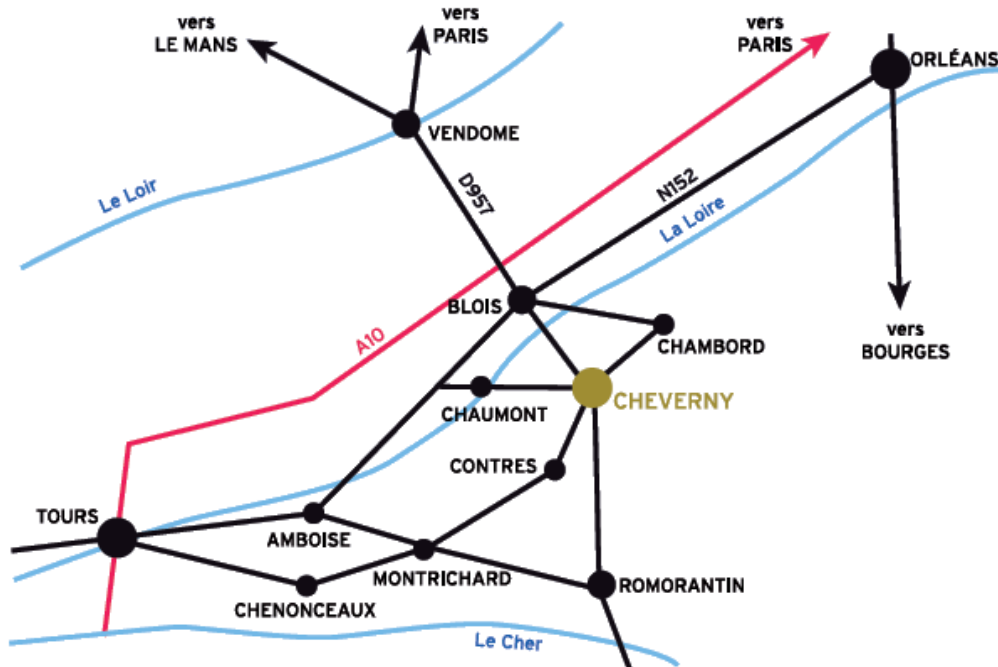 vers
LE MANS
vers
PARIS
vers
PARIS
ORLÉANS
VENDOME
Le Loir
D957
N152
La Loire
BLOIS
A10
CHAMBORD
vers
BOURGES
CHAUMONT
CHEVERNY
CONTRES
TOURS
AMBOISE
MONTRICHARD
ROMORANTIN
CHENONCEAUX
Le Cher